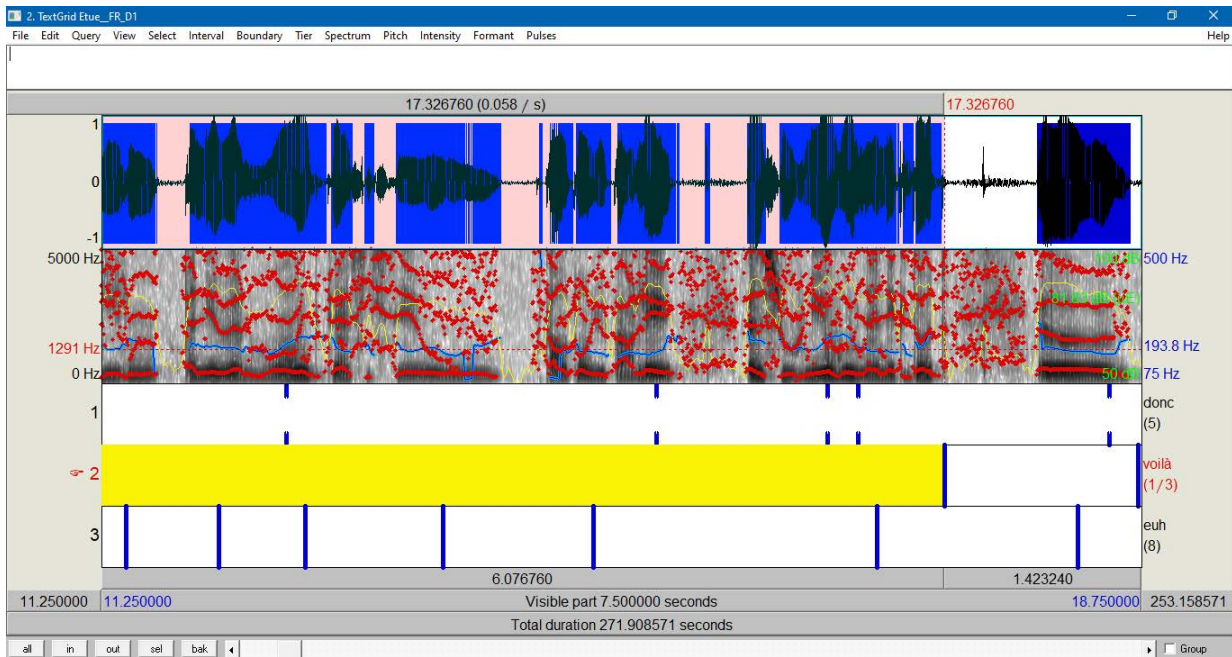 2. TextGrid Etue__FR_D1
File Edit Query View Select Interval Boundary Tier Spectrum Pitch Intensity Formant Pulses Help
17.326760 (0.058 / s) 17.326760
1
0
-1
5000 Hz 500 Hz
1291 Hz 193.8 Hz
0 Hz 50 dB 75 Hz
1 donc
(5)
2 voilà
(1/3)
3 euh
(8)
6.076760 1.423240
11.250000 11.250000 Visible part 7.500000 seconds 18.750000 253.158571
Total duration 271.908571 seconds
all in out sel bak Group